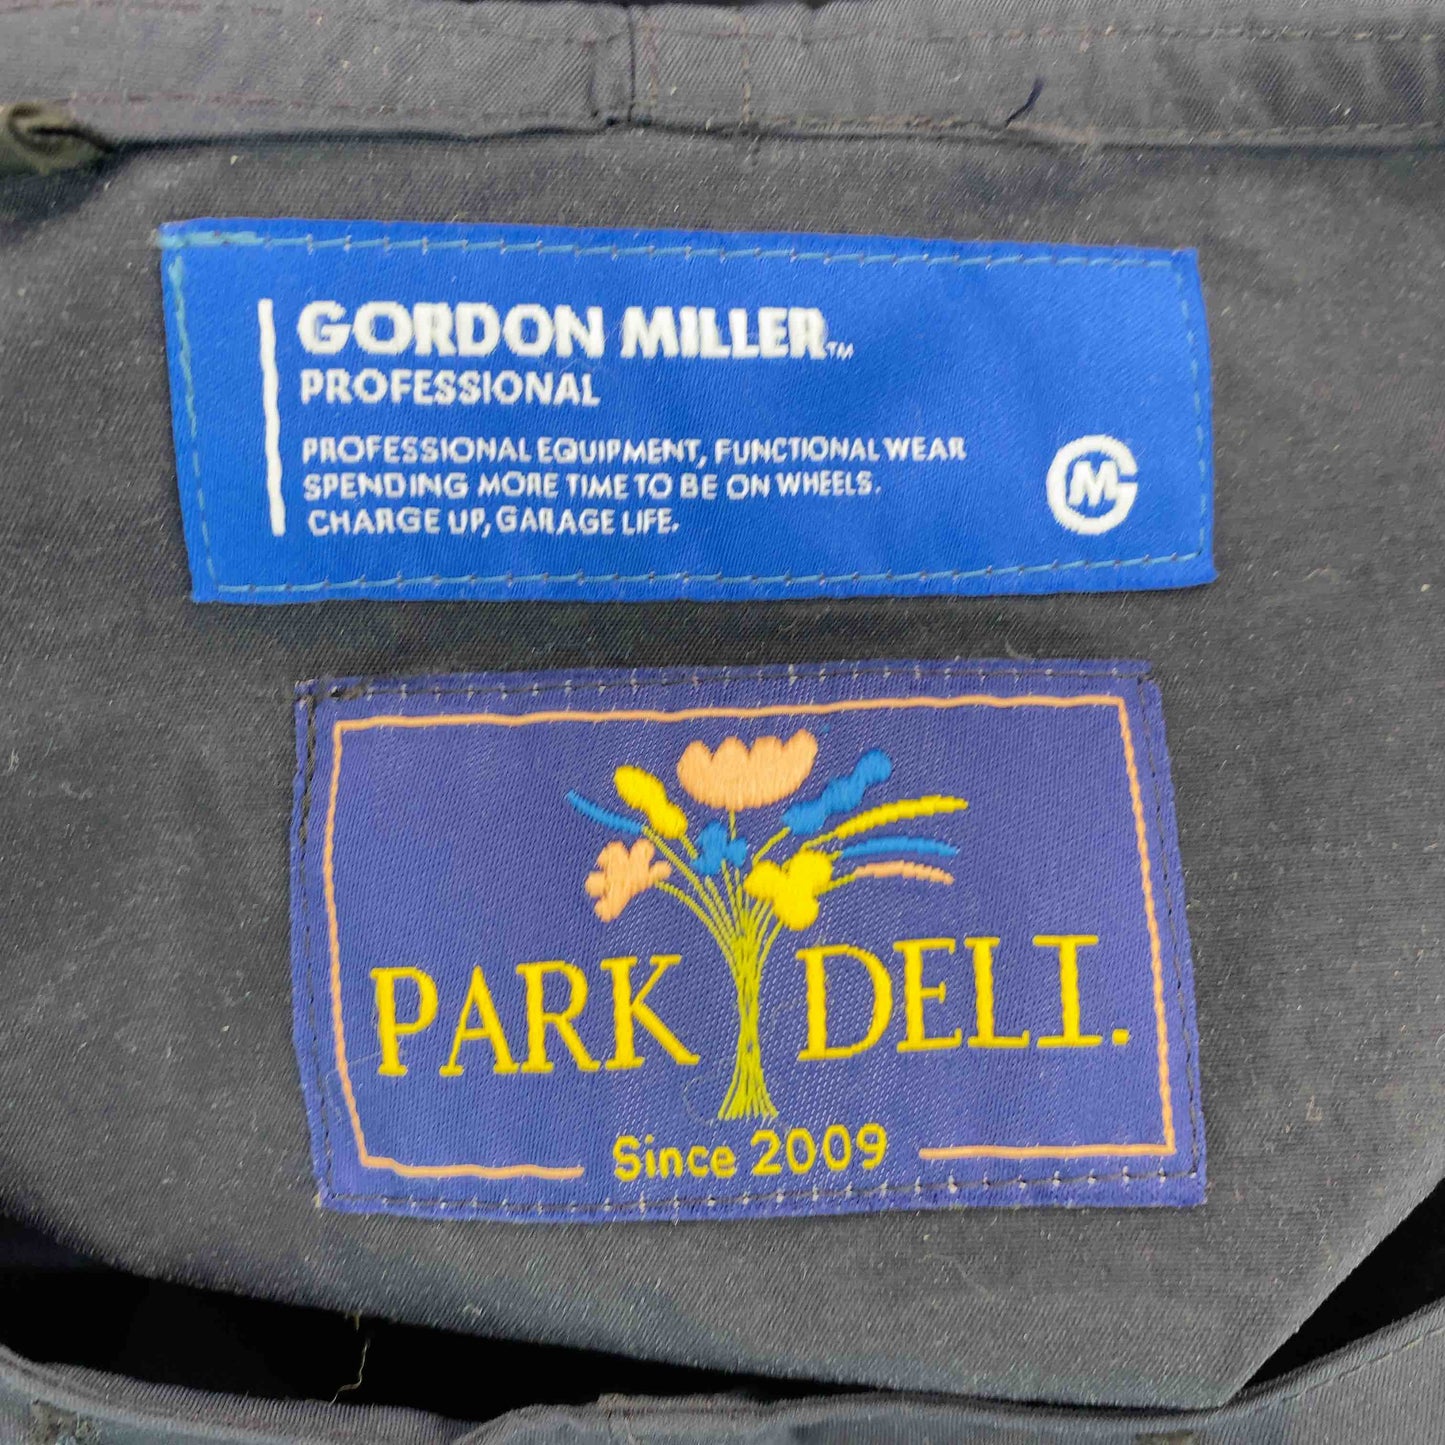 GORDON MILLER™
PROFESSIONAL
PROFESSIONAL EQUIPMENT, FUNCTIONAL WEAR
SPENDING MORE TIME TO BE ON WHEELS.
CHARGE UP, GARAGE LIFE.
GM
PARK DELI.
Since 2009